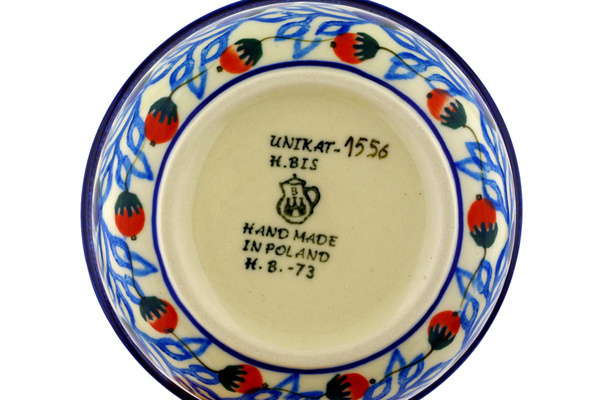 UNIKAT-1556
H.BIS
B
HAND MADE
IN POLAND
H.B.-73